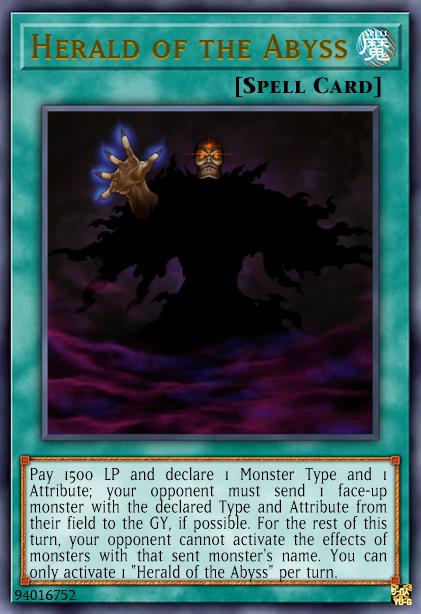 Herald of the Abyss
[Spell Card]
Pay 1500 LP and declare 1 Monster Type and 1
Attribute; your opponent must send 1 face-up
monster with the declared Type and Attribute from
their field to the GY, if possible. For the rest of this
turn, your opponent cannot activate the effects of
monsters with that sent monster's name. You can
only activate 1 "Herald of the Abyss" per turn.
94016752